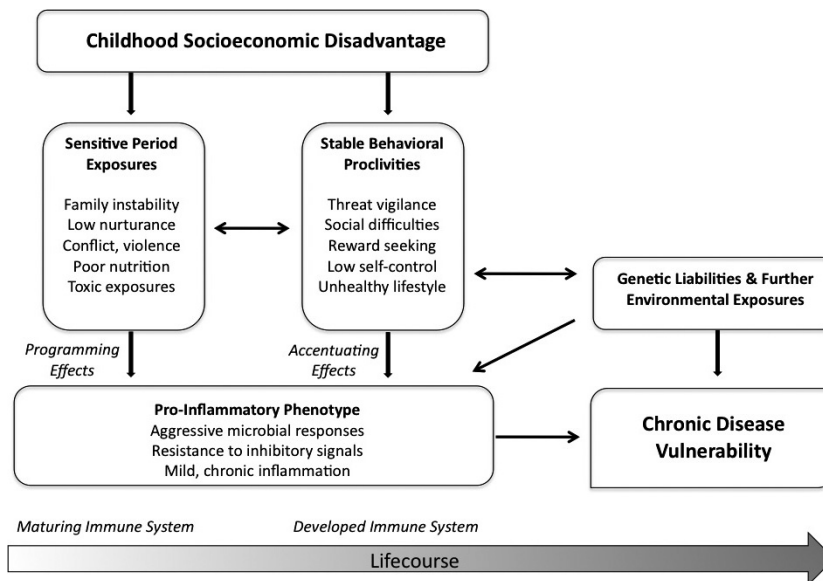 Childhood Socioeconomic Disadvantage
Sensitive Period
Exposures
Family instability
Low nurturance
Conflict, violence
Poor nutrition
Toxic exposures
Stable Behavioral
Proclivities
Threat vigilance
Social difficulties
Reward seeking
Low self-control
Unhealthy lifestyle
Genetic Liabilities & Further
Environmental Exposures
Programming
Effects
Accentuating
Effects
Pro-Inflammatory Phenotype
Aggressive microbial responses
Resistance to inhibitory signals
Mild, chronic inflammation
Chronic Disease
Vulnerability
Maturing Immune System
Developed Immune System
Lifecourse